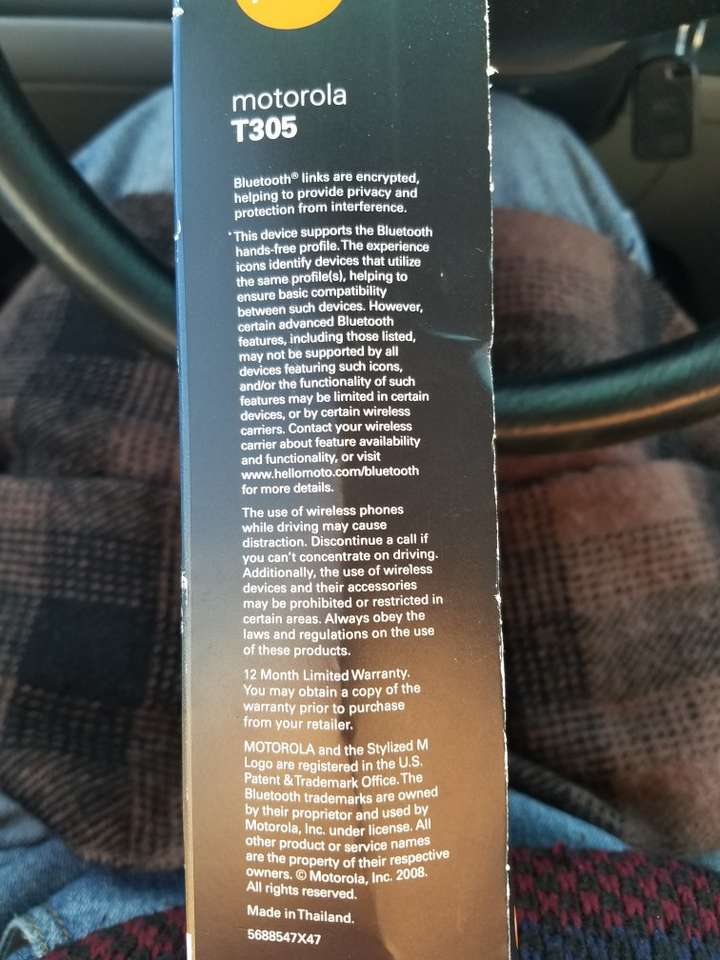 motorola
T305
Bluetooth® links are encrypted,
helping to provide privacy and
protection from interference.
*This device supports the Bluetooth
hands-free profile. The experience
icons identify devices that utilize
the same profile(s), helping to
ensure basic compatibility
between such devices. However,
certain advanced Bluetooth
features, including those listed,
may not be supported by all
devices featuring such icons,
and/or the functionality of such
features may be limited in certain
devices, or by certain wireless
carriers. Contact your wireless
carrier about feature availability
and functionality, or visit
www.hellomoto.com/bluetooth
for more details.
The use of wireless phones
while driving may cause
distraction. Discontinue a call if
you can't concentrate on driving.
Additionally, the use of wireless
devices and their accessories
may be prohibited or restricted in
certain areas. Always obey the
laws and regulations on the use
of these products.
12 Month Limited Warranty.
You may obtain a copy of the
warranty prior to purchase
from your retailer.
MOTOROLA and the Stylized M
Logo are registered in the U.S.
Patent & Trademark Office. The
Bluetooth trademarks are owned
by their proprietor and used by
Motorola, Inc. under license. All
other product or service names
are the property of their respective
owners. © Motorola, Inc. 2008.
All rights reserved.
Made in Thailand.
5688547X47